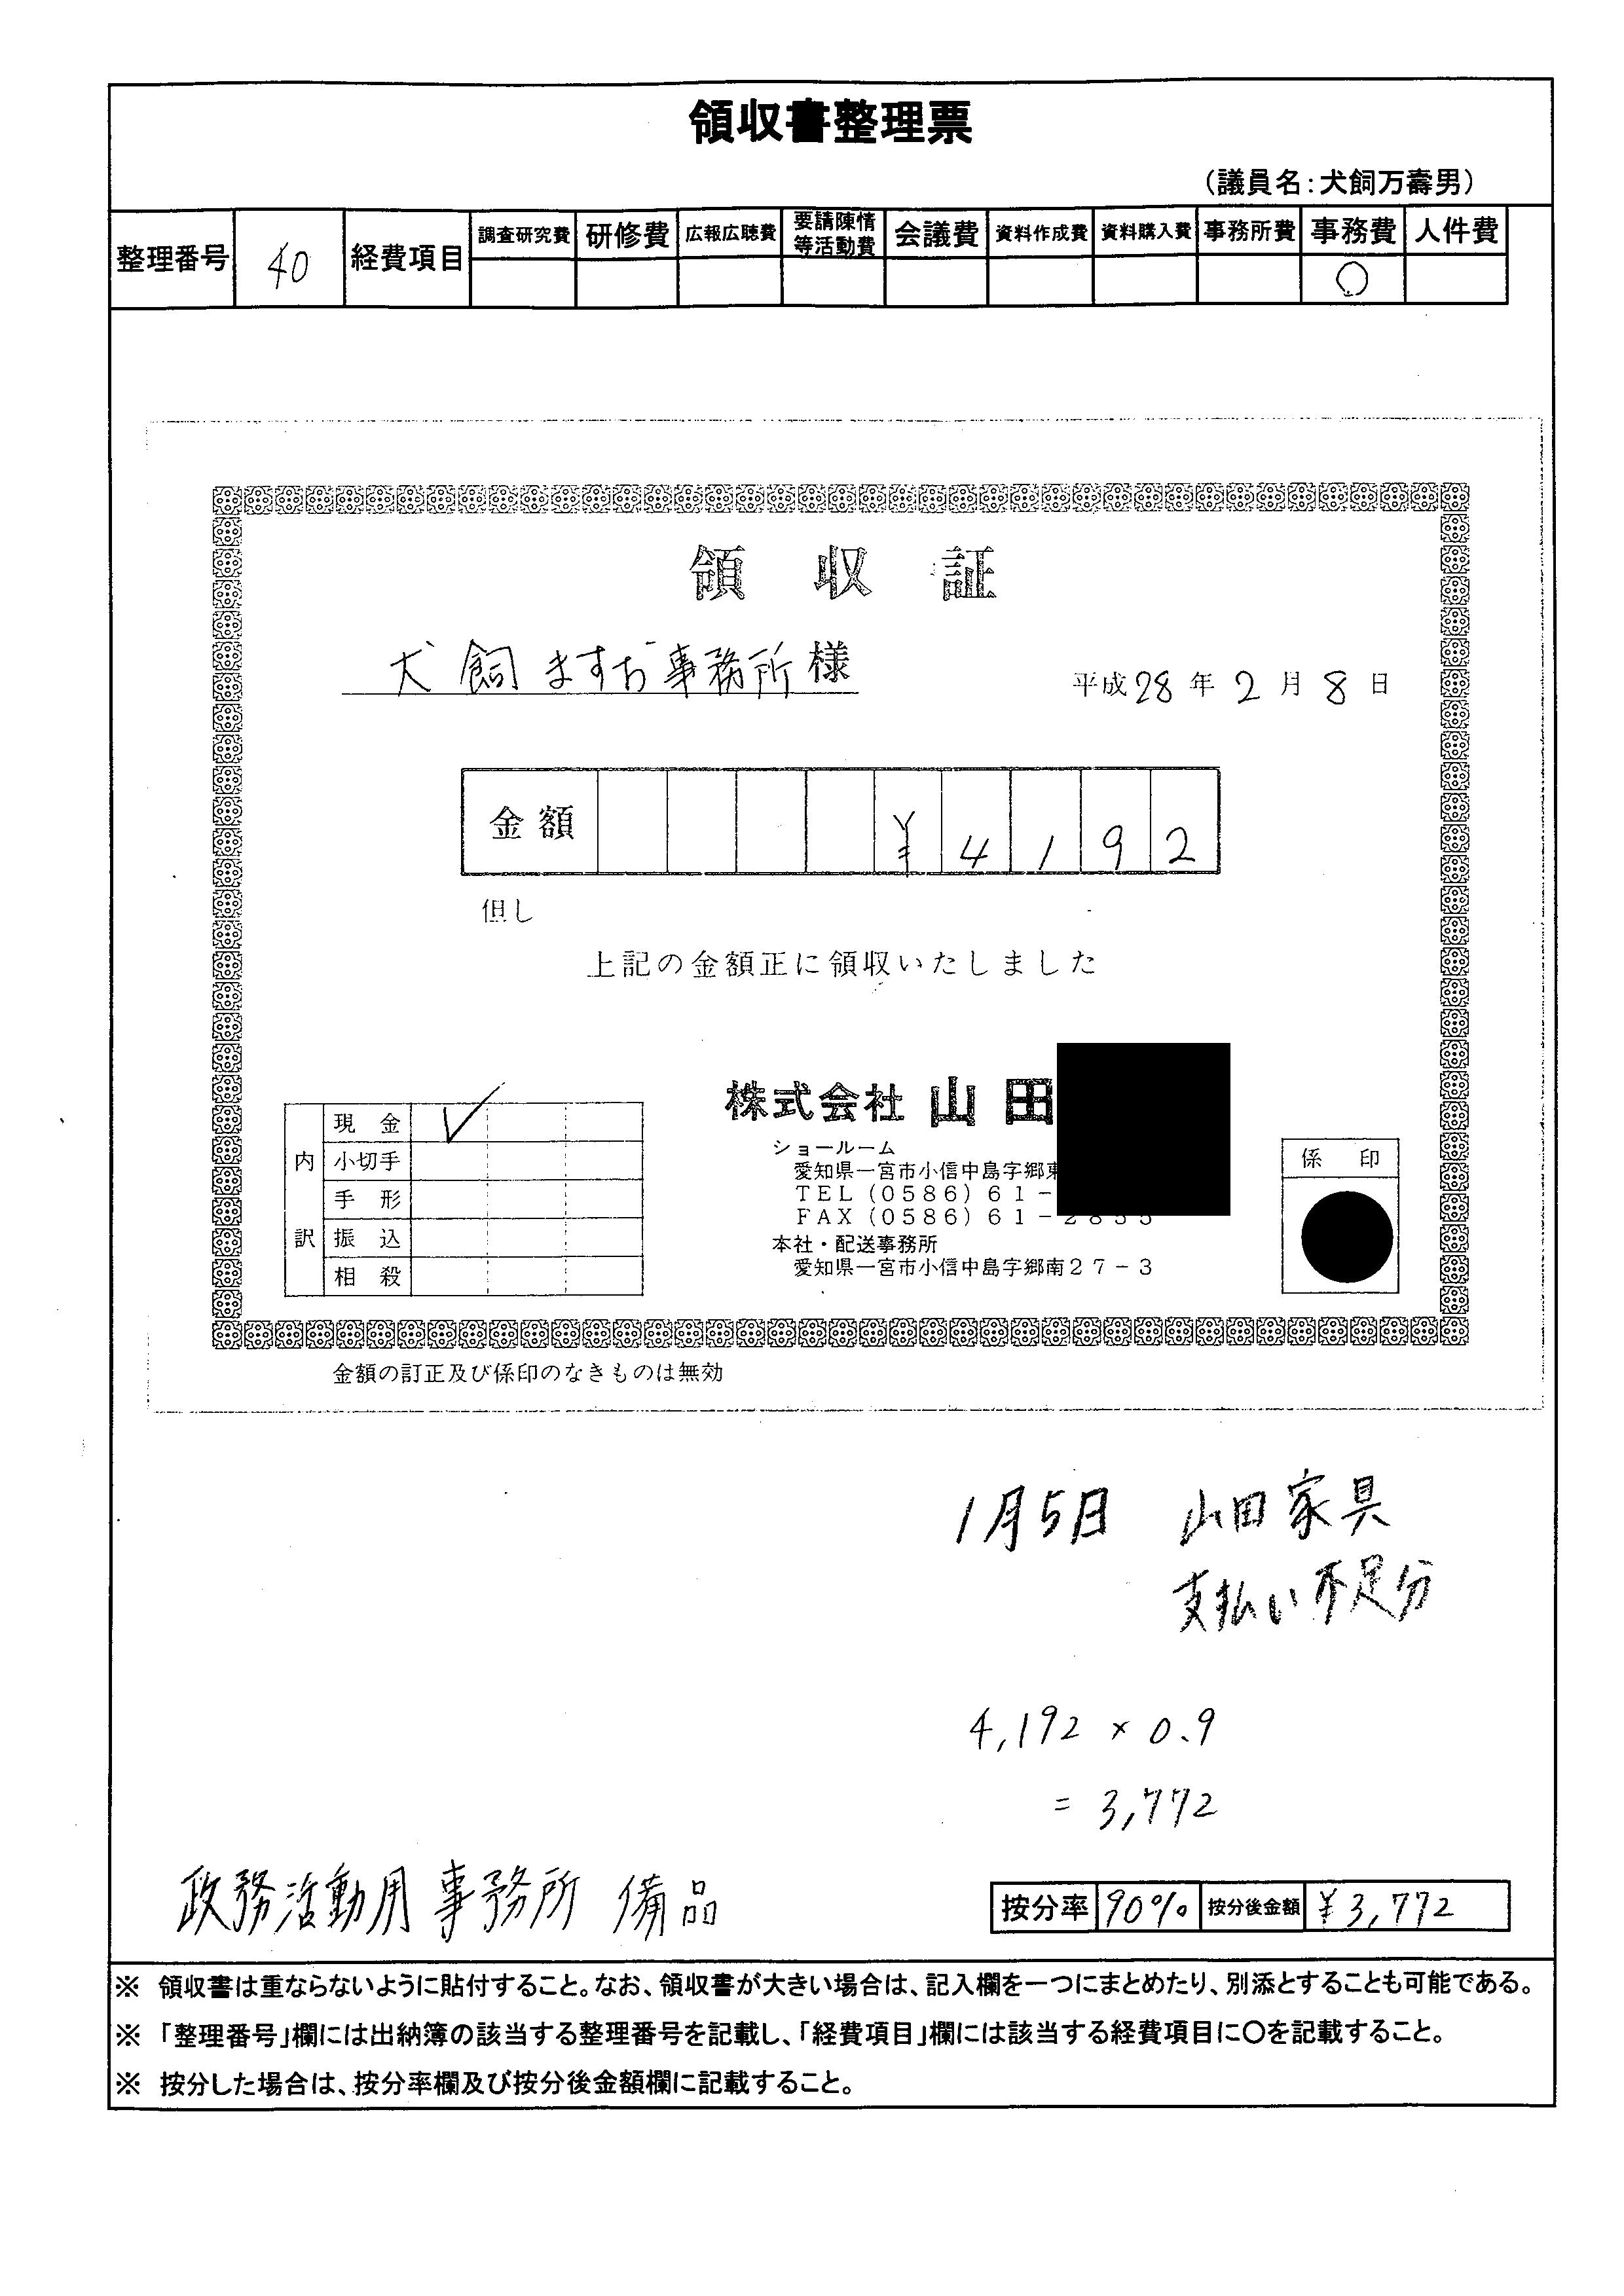 領収書整理票
（議員名：犬飼万壽男）
整理番号 40 経費項目 調査研究費 研修費 広報広聴費 要請陳情等活動費 会議費 資料作成費 資料購入費 事務所費 事務費 人件費
○
領収証
犬飼ますお事務所様
平成28年2月8日
金額 ¥4192
但し
上記の金額正に領収いたしました
内訳
現金 ✓
小切手
手形
振込
相殺
株式会社 山田
ショールーム
愛知県一宮市小信中島字郷東
TEL (0586) 61-
FAX (0586) 61-2855
本社・配送事務所
愛知県一宮市小信中島字郷南27-3
係印
金額の訂正及び係印のなきものは無効
1月5日 山田家具
支払い不足分
4,192 × 0.9
= 3,772
政務活動用事務所 備品
按分率 90% 按分後金額 ¥3,772
※ 領収書は重ならないように貼付すること。なお、領収書が大きい場合は、記入欄を一つにまとめたり、別添とすることも可能である。
※ 「整理番号」欄には出納簿の該当する整理番号を記載し、「経費項目」欄には該当する経費項目に○を記載すること。
※ 按分した場合は、按分率欄及び按分後金額欄に記載すること。